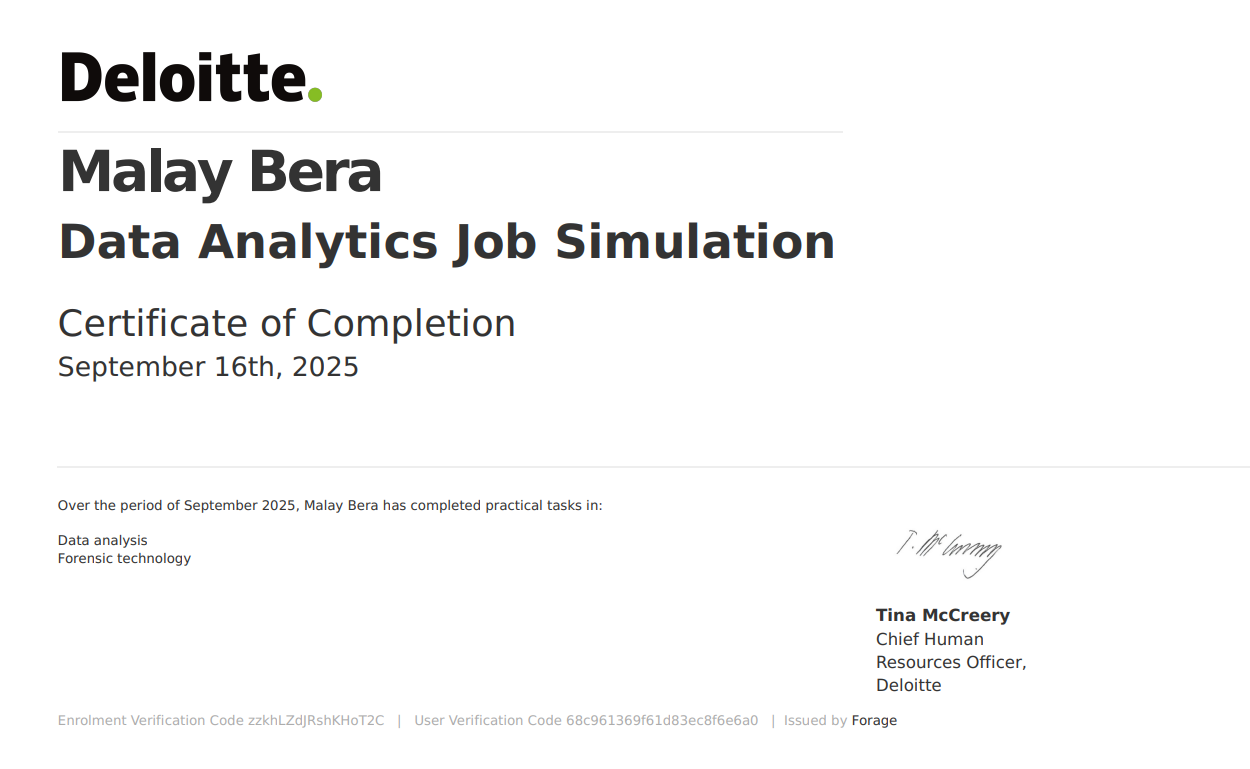 Deloitte.
Malay Bera
Data Analytics Job Simulation
Certificate of Completion
September 16th, 2025
Over the period of September 2025, Malay Bera has completed practical tasks in:
Data analysis
Forensic technology
T. McCreery
Tina McCreery
Chief Human
Resources Officer,
Deloitte
Enrolment Verification Code zzkhLZdJRshKHoT2C | User Verification Code 68c961369f61d83ec8f6e6a0 | Issued by Forage